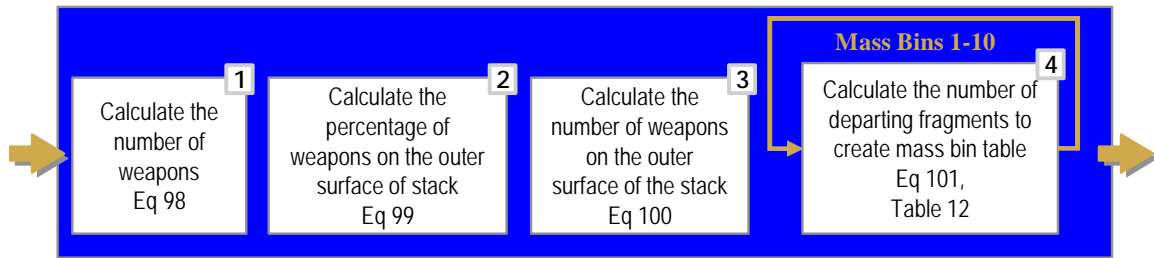 Mass Bins 1-10
1
Calculate the
number of
weapons
Eq 98
2
Calculate the
percentage of
weapons on the outer
surface of stack
Eq 99
3
Calculate the
number of weapons
on the outer
surface of the stack
Eq 100
4
Calculate the number of
departing fragments to
create mass bin table
Eq 101,
Table 12